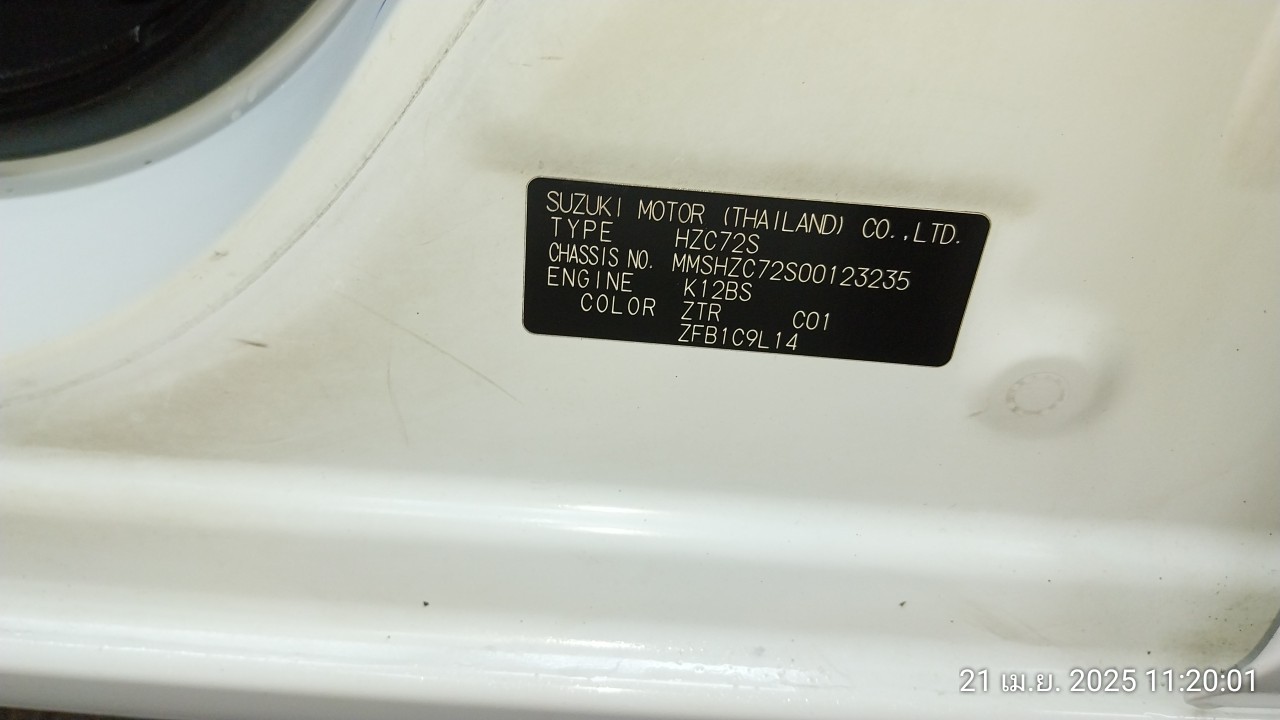 SUZUKI MOTOR (THAILAND) CO.,LTD.
TYPE HZC72S
CHASSIS NO. MMSHZC72S00123235
ENGINE K12BS
COLOR ZTR C01
ZFB1C9L14
21 เม.ย. 2025 11:20:01